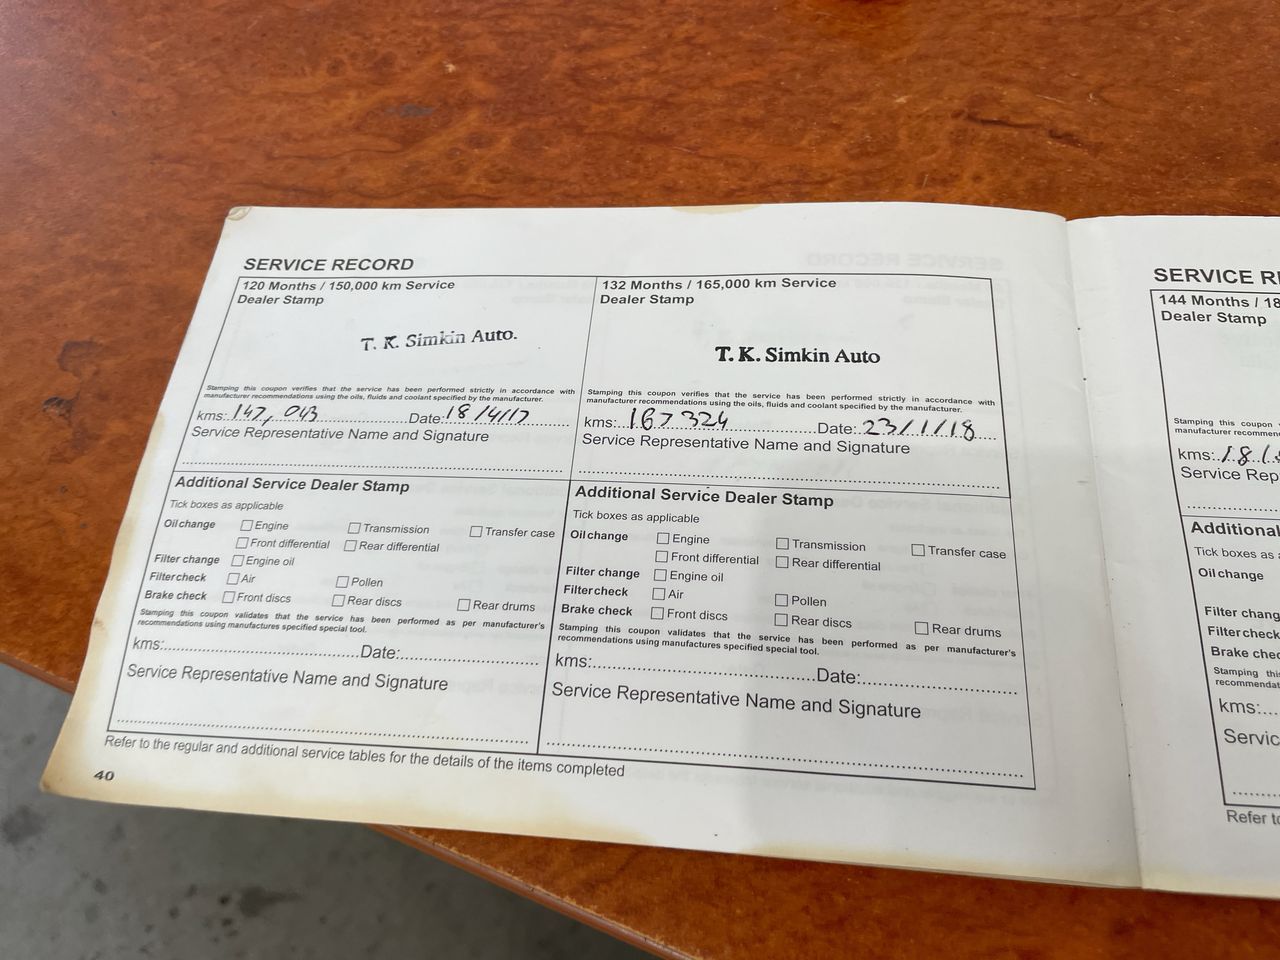 SERVICE RECORD
120 Months / 150,000 km Service
Dealer Stamp
T. K. Simkin Auto.
Stamping this coupon verifies that the service has been performed strictly in accordance with
manufacturer recommendations using the oils, fluids and coolant specified by the manufacturer.
kms: 147,043 Date: 18/4/17
Service Representative Name and Signature
Additional Service Dealer Stamp
Tick boxes as applicable
Oil change Engine Transmission Transfer case
Front differential Rear differential
Filter change Engine oil
Filter check Air Pollen
Brake check Front discs Rear discs Rear drums
Stamping this coupon validates that the service has been performed as per manufacturer's
recommendations using manufactures specified special tool.
kms: Date:
Service Representative Name and Signature
132 Months / 165,000 km Service
Dealer Stamp
T. K. Simkin Auto
Stamping this coupon verifies that the service has been performed strictly in accordance with
manufacturer recommendations using the oils, fluids and coolant specified by the manufacturer.
kms: 167 324 Date: 23/1/18
Service Representative Name and Signature
Additional Service Dealer Stamp
Tick boxes as applicable
Oil change Engine Transmission Transfer case
Front differential Rear differential
Filter change Engine oil
Filter check Air Pollen
Brake check Front discs Rear discs Rear drums
Stamping this coupon validates that the service has been performed as per manufacturer's
recommendations using manufactures specified special tool.
kms: Date:
Service Representative Name and Signature
Refer to the regular and additional service tables for the details of the items completed
40
SERVICE
144 Months /
Dealer Stamp
Stamping this coupon
manufacturer
kms:
Service
Additional
Tick boxes as
Oil change
Filter
Filter check
Brake
Stamping
kms:
Refer